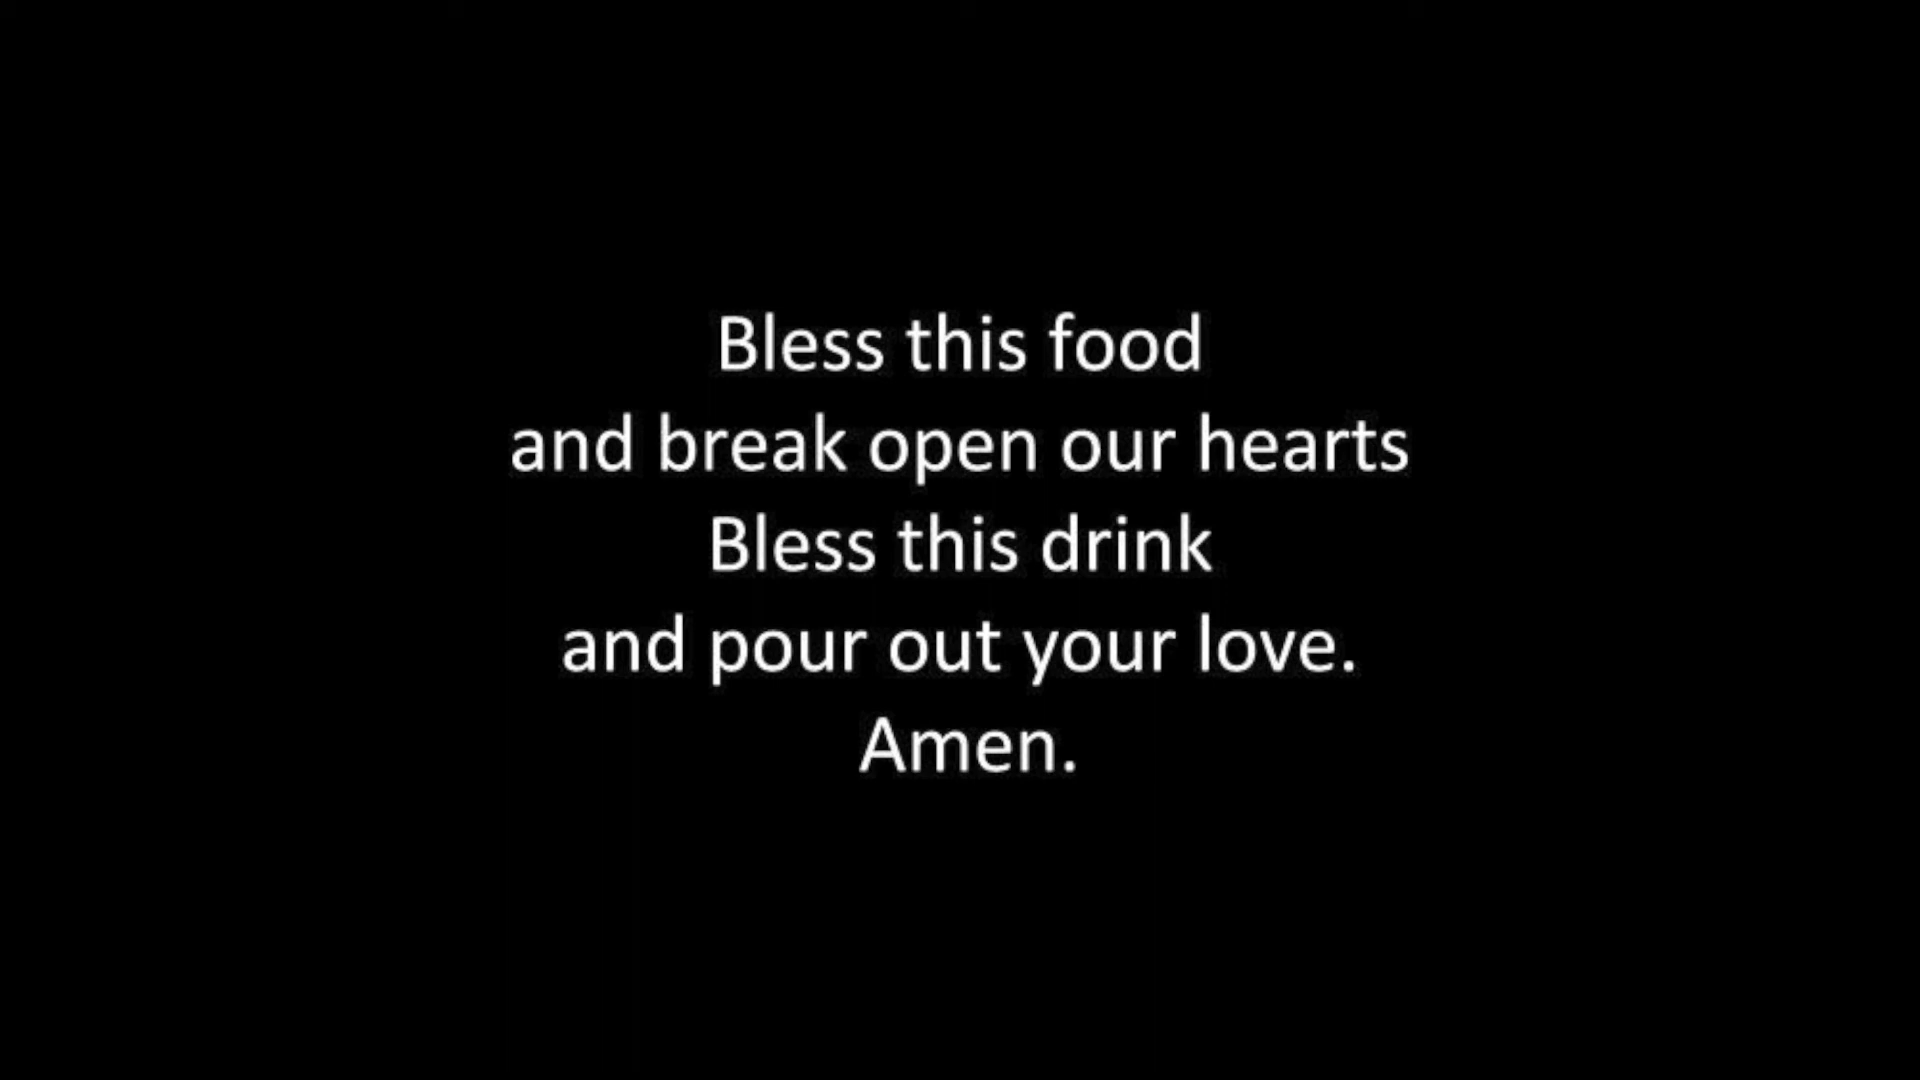 Bless this food
and break open our hearts
Bless this drink
and pour out your love.
Amen.